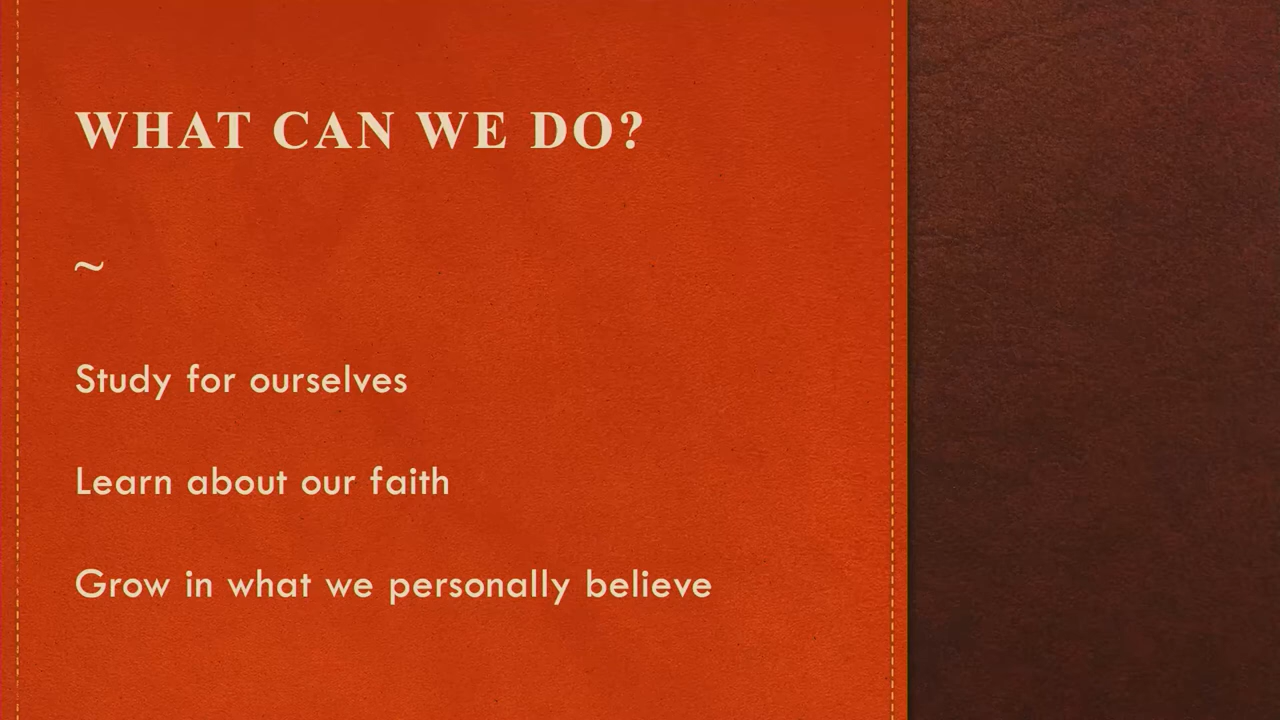 WHAT CAN WE DO?
~
Study for ourselves
Learn about our faith
Grow in what we personally believe